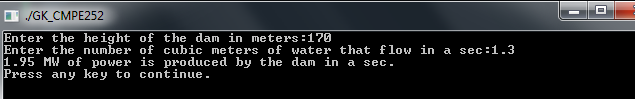 ./GK_CMPE252
Enter the height of the dam in meters:170
Enter the number of cubic meters of water that flow in a sec:1.3
1.95 MW of power is produced by the dam in a sec.
Press any key to continue.